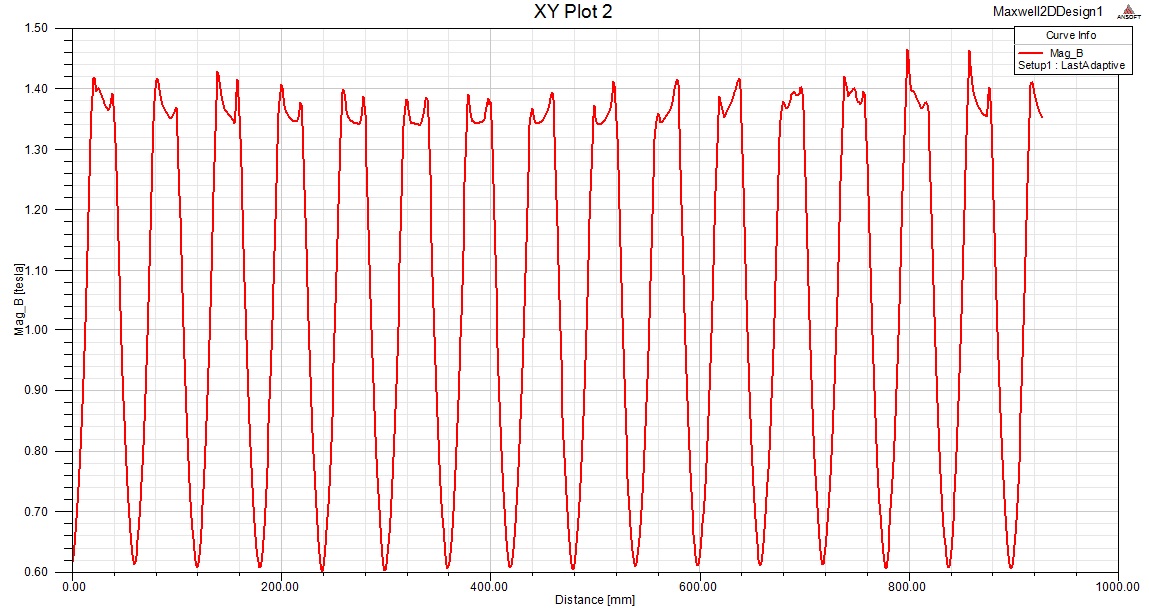 XY Plot 2
Maxwell2DDesign1
ANSOFT
Curve Info
Mag_B
Setup1 : LastAdaptive
1.50
1.40
1.30
1.20
1.10
1.00
0.90
0.80
0.70
0.60
Mag_B [tesla]
0.00 200.00 400.00 600.00 800.00 1000.00
Distance [mm]